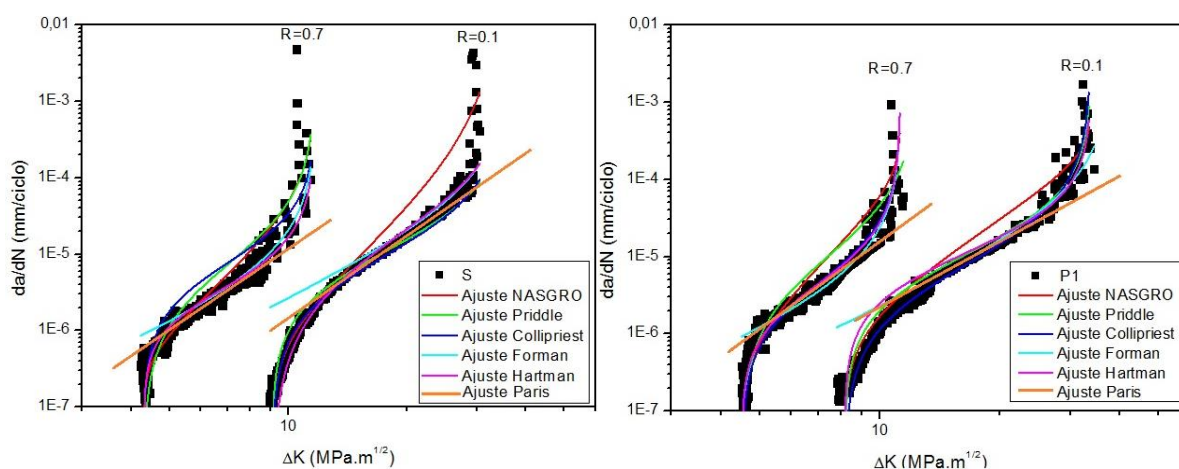 0,01
R=0.7
R=0.1
1E-3
1E-4
1E-5
1E-6
1E-7
da/dN (mm/ciclo)
S
Ajuste NASGRO
Ajuste Priddle
Ajuste Collipriest
Ajuste Forman
Ajuste Hartman
Ajuste Paris
10
ΔK (MPa.m^1/2)
0,01
R=0.7
R=0.1
1E-3
1E-4
1E-5
1E-6
1E-7
da/dN (mm/ciclo)
P1
Ajuste NASGRO
Ajuste Priddle
Ajuste Collipriest
Ajuste Forman
Ajuste Hartman
Ajuste Paris
10
ΔK (MPa.m^1/2)